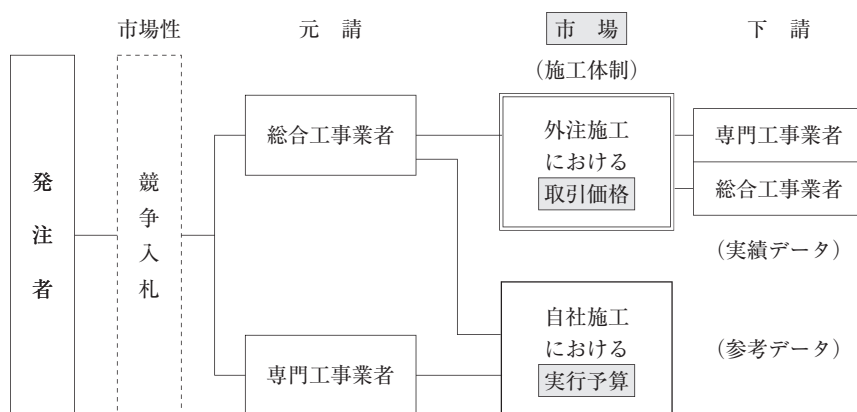 市場性
元 請
市 場
下 請
（施工体制）
発注者
競争入札
総合工事業者
専門工事業者
外注施工
における
取引価格
専門工事業者
総合工事業者
（実績データ）
自社施工
における
実行予算
（参考データ）